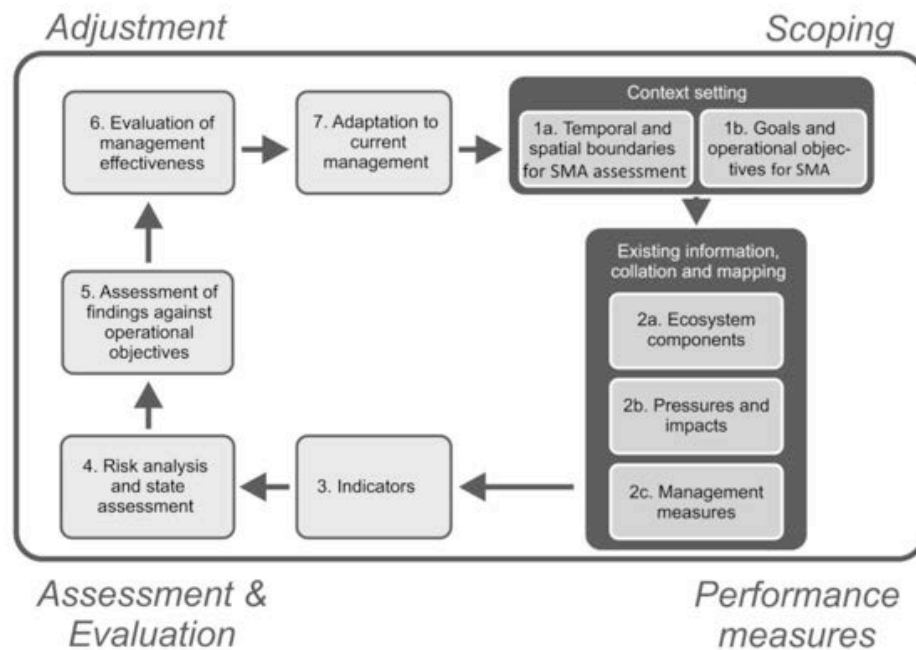 Adjustment
Scoping
6. Evaluation of
management
effectiveness
7. Adaptation to
current
management
Context setting
1a. Temporal and
spatial boundaries
for SMA assessment
1b. Goals and
operational objec-
tives for SMA
Existing information,
collation and mapping
2a. Ecosystem
components
2b. Pressures and
impacts
2c. Management
measures
3. Indicators
4. Risk analysis
and state
assessment
5. Assessment of
findings against
operational
objectives
Assessment &
Evaluation
Performance
measures